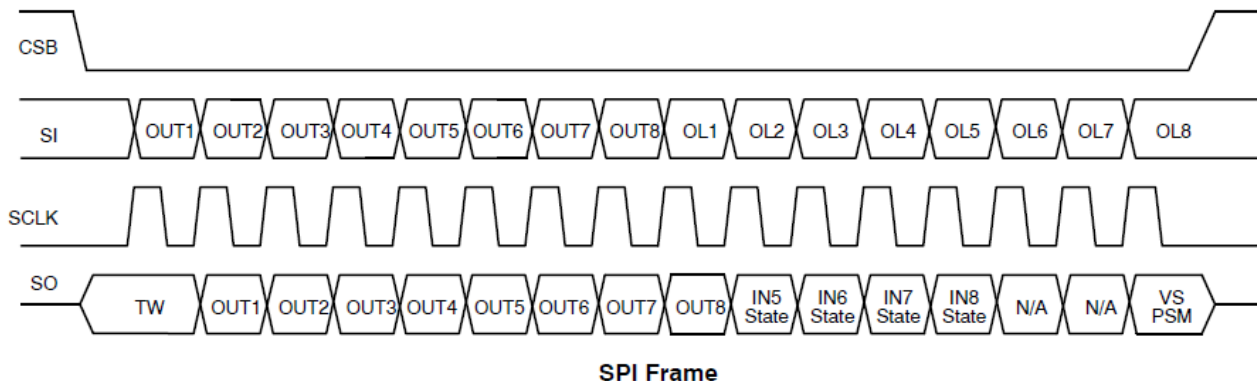 CSB
SI OUT1 OUT2 OUT3 OUT4 OUT5 OUT6 OUT7 OUT8 OL1 OL2 OL3 OL4 OL5 OL6 OL7 OL8
SCLK
SO TW OUT1 OUT2 OUT3 OUT4 OUT5 OUT6 OUT7 OUT8 IN5 State IN6 State IN7 State IN8 State N/A N/A VS PSM
SPI Frame